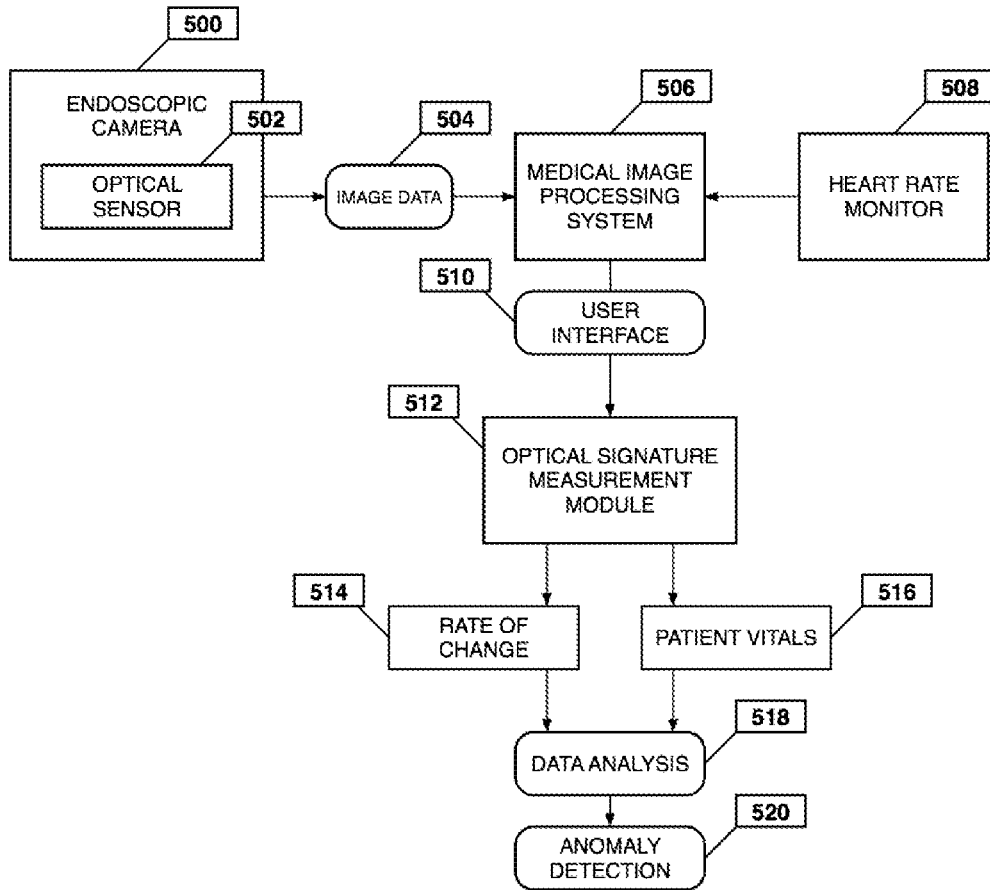 500
ENDOSCOPIC
CAMERA
502
OPTICAL
SENSOR
504
IMAGE DATA
506
MEDICAL IMAGE
PROCESSING
SYSTEM
508
HEART RATE
MONITOR
510
USER
INTERFACE
512
OPTICAL SIGNATURE
MEASUREMENT
MODULE
514
RATE OF
CHANGE
516
PATIENT VITALS
518
DATA ANALYSIS
520
ANOMALY
DETECTION